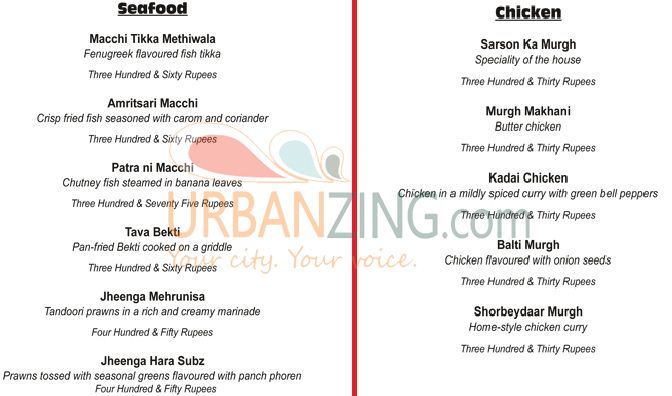 Seafood
Macchi Tikka Methiwala
Fenugreek flavoured fish tikka
Three Hundred & Sixty Rupees
Amritsari Macchi
Crisp fried fish seasoned with carom and coriander
Three Hundred & Sixty Rupees
Patra ni Macchi
Chutney fish steamed in banana leaves
Three Hundred & Seventy Five Rupees
Tava Bekti
Pan-fried Bekti cooked on a griddle
Three Hundred & Sixty Rupees
Jheenga Mehrunisa
Tandoori prawns in a rich and creamy marinade
Four Hundred & Fifty Rupees
Jheenga Hara Subz
Prawns tossed with seasonal greens flavoured with panch phoren
Four Hundred & Fifty Rupees
Chicken
Sarson Ka Murgh
Speciality of the house
Three Hundred & Thirty Rupees
Murgh Makhani
Butter chicken
Three Hundred & Thirty Rupees
Kadai Chicken
Chicken in a mildly spiced curry with green bell peppers
Three Hundred & Thirty Rupees
Balti Murgh
Chicken flavoured with onion seeds
Three Hundred & Thirty Rupees
Shorbeydaar Murgh
Home-style chicken curry
Three Hundred & Thirty Rupees
URBANZING.com
Your city. Your voice.